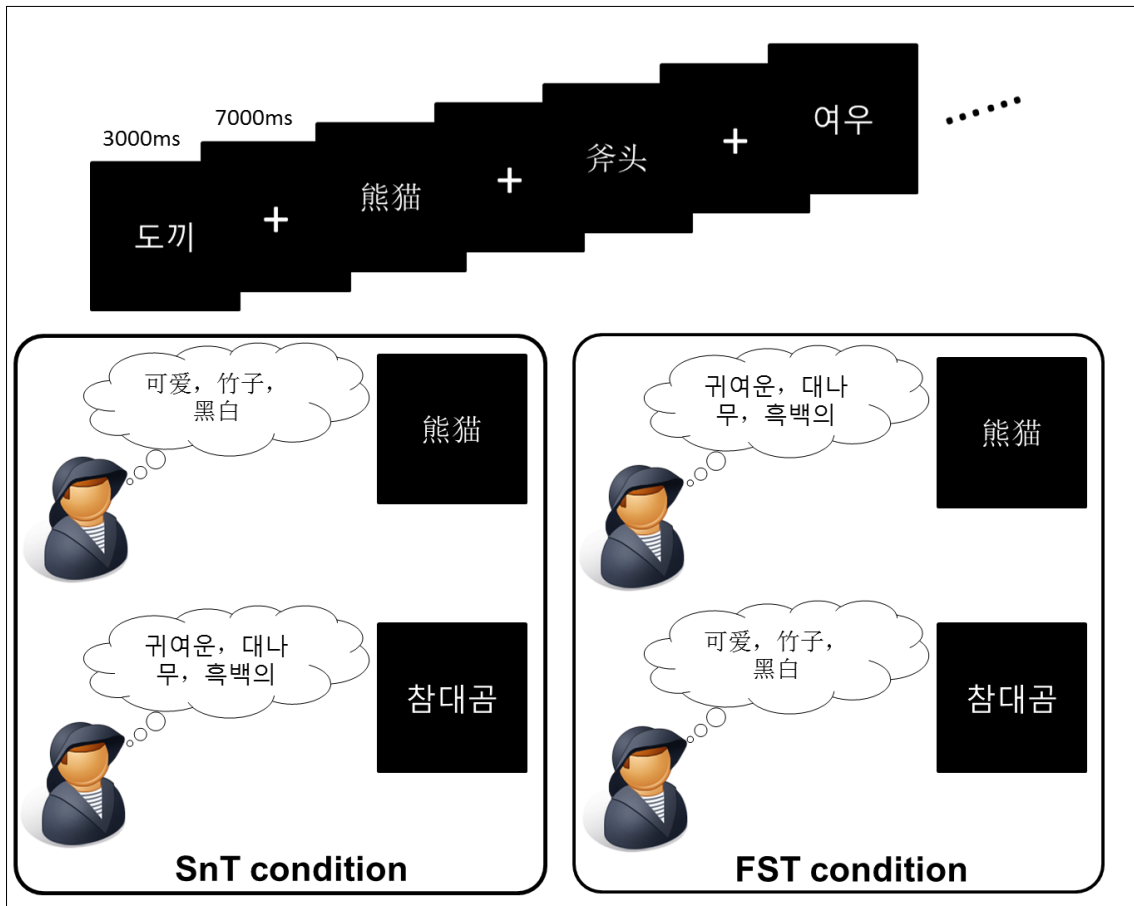 3000ms
7000ms
도끼
+
熊猫
+
斧头
+
여우
可爱，竹子，
黑白
熊猫
귀여운，대나
무，흑백의
참대곰
SnT condition
귀여운，대나
무，흑백의
熊猫
可爱，竹子，
黑白
참대곰
FST condition